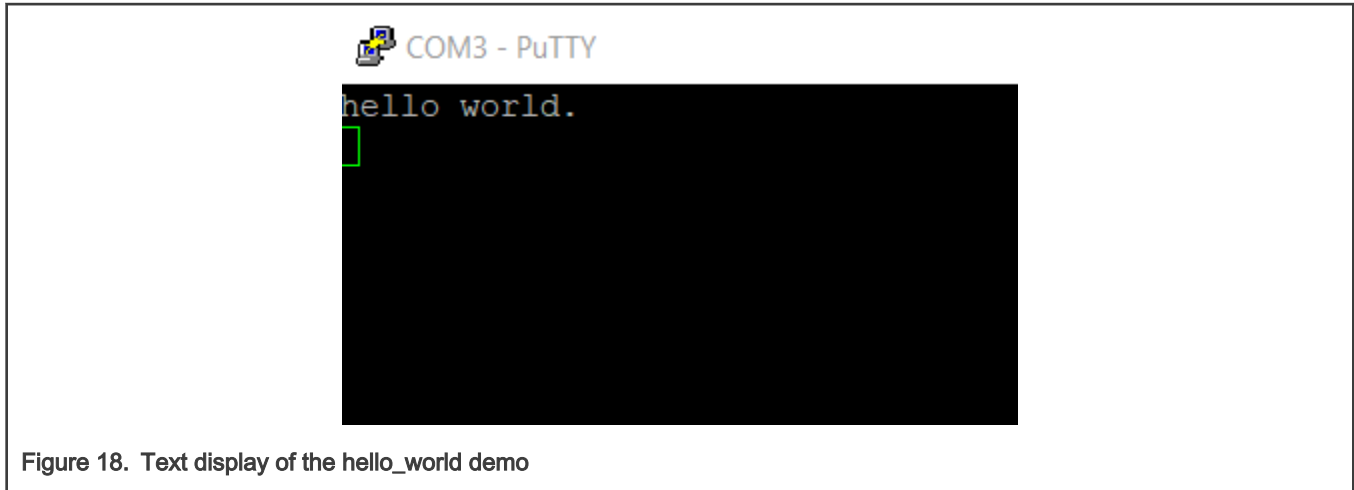 COM3 - PuTTY
hello world.
Figure 18. Text display of the hello_world demo